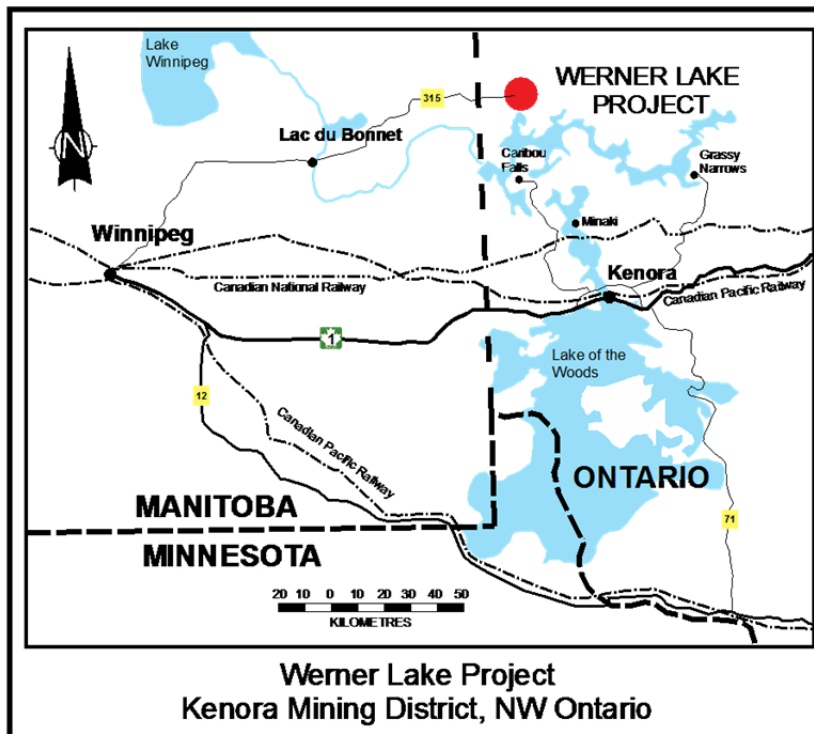 Lake
Winnipeg
315
WERNER LAKE
PROJECT
N
Lac du Bonnet
Caribou
Falls
Grassy
Narrows
Minaki
Winnipeg
Kenora
Canadian National Railway
Canadian Pacific Railway
1
Lake of the
Woods
12
Canadian Pacific Railway
ONTARIO
MANITOBA
MINNESOTA
71
20 10 0 10 20 30 40 50
KILOMETRES
Werner Lake Project
Kenora Mining District, NW Ontario